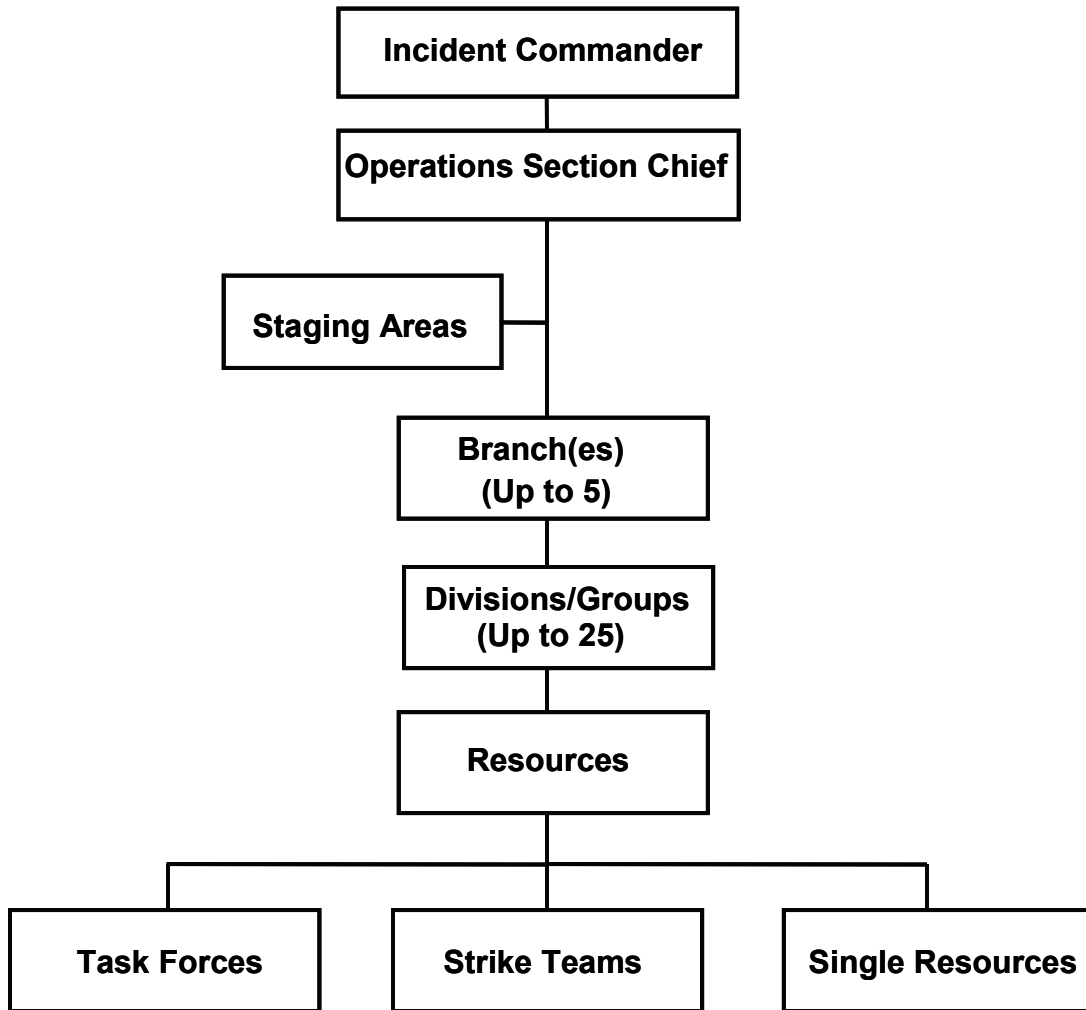 Incident Commander
Operations Section Chief
Staging Areas
Branch(es)
(Up to 5)
Divisions/Groups
(Up to 25)
Resources
Task Forces
Strike Teams
Single Resources